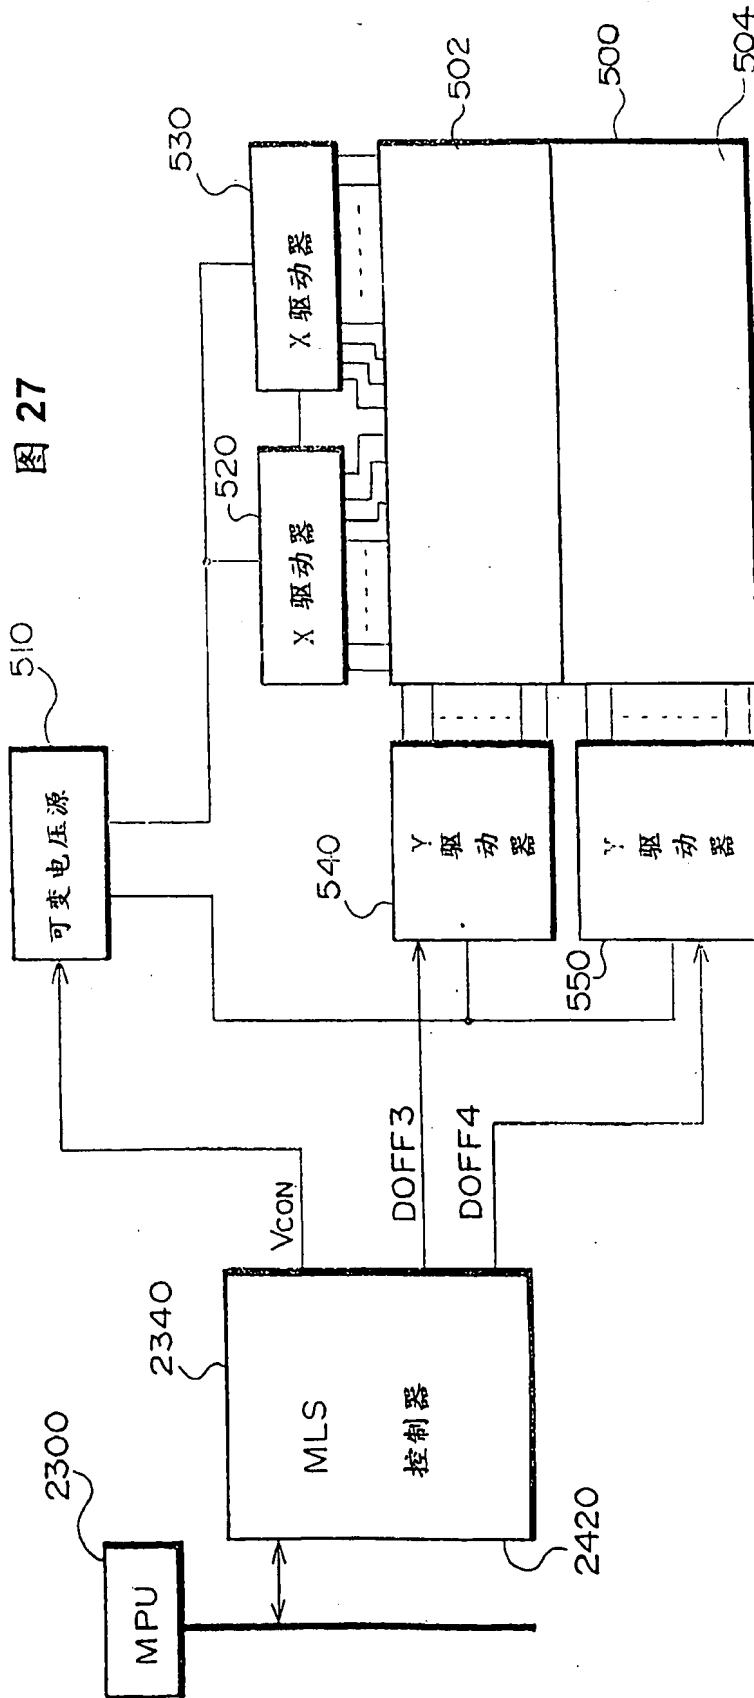 图 27
MPU
2300
MLS
控制器
2340
2420
VCON
DOFF3
DOFF4
可变电压源
510
X 驱动器
520
X 驱动器
530
Y 驱动器
540
Y 驱动器
550
502
500
504